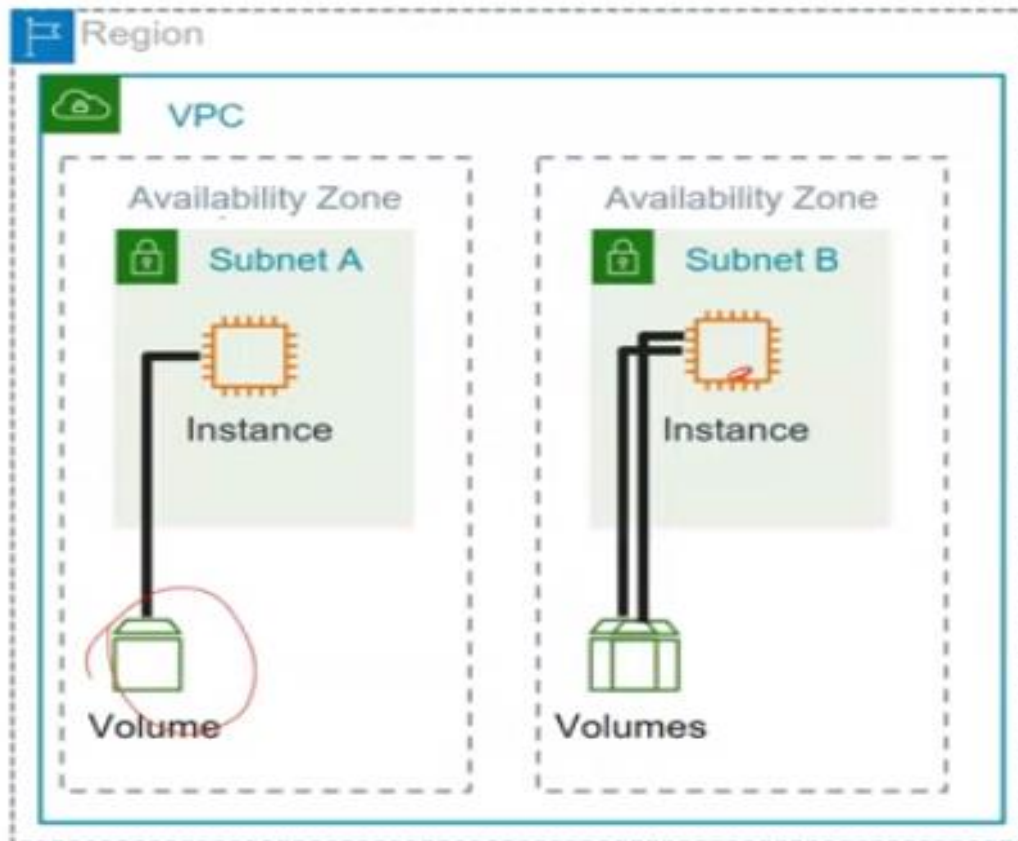 Region
VPC
Availability Zone
Availability Zone
Subnet A
Subnet B
Instance
Instance
Volume
Volumes